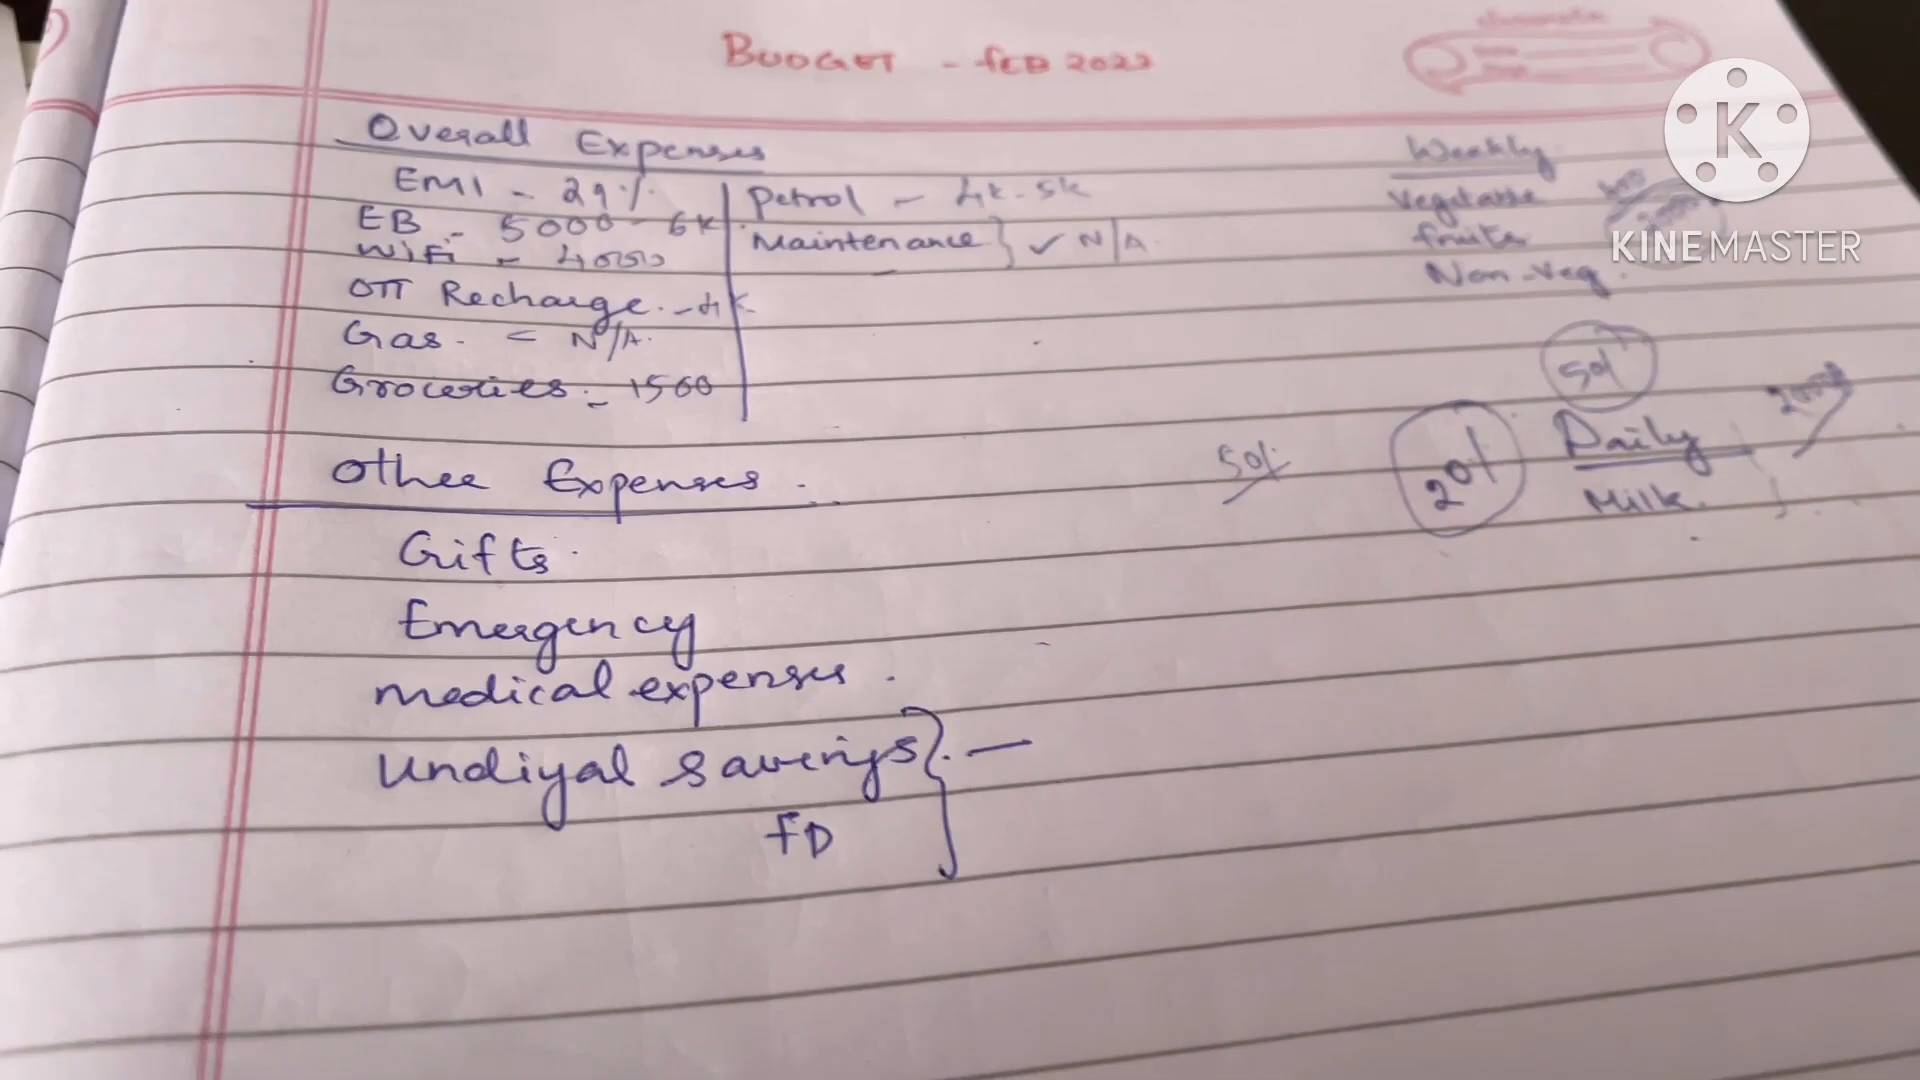 BUDGET - FEB 2022
Overall Expenses
EMI - 29%
EB - 5000 - 6K
WiFi - 4000
OTT Recharge - 4K
Gas - N/A.
Groceries - 1500
Petrol - 4K-5K
Maintenance } ✓ N/A.
Weekly
Vegetable
fruits
Non-veg.
50%
20%
50%
Daily
Milk.
Other Expenses
Gifts
Emergency
medical expenses.
Undiyal savings } -
FD
K
KINEMASTER